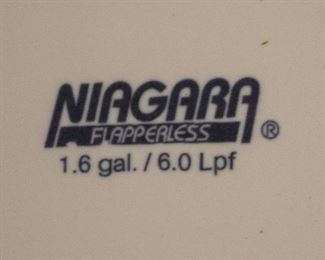 NIAGARA
FLAPPERLESS ®
1.6 gal. / 6.0 Lpf